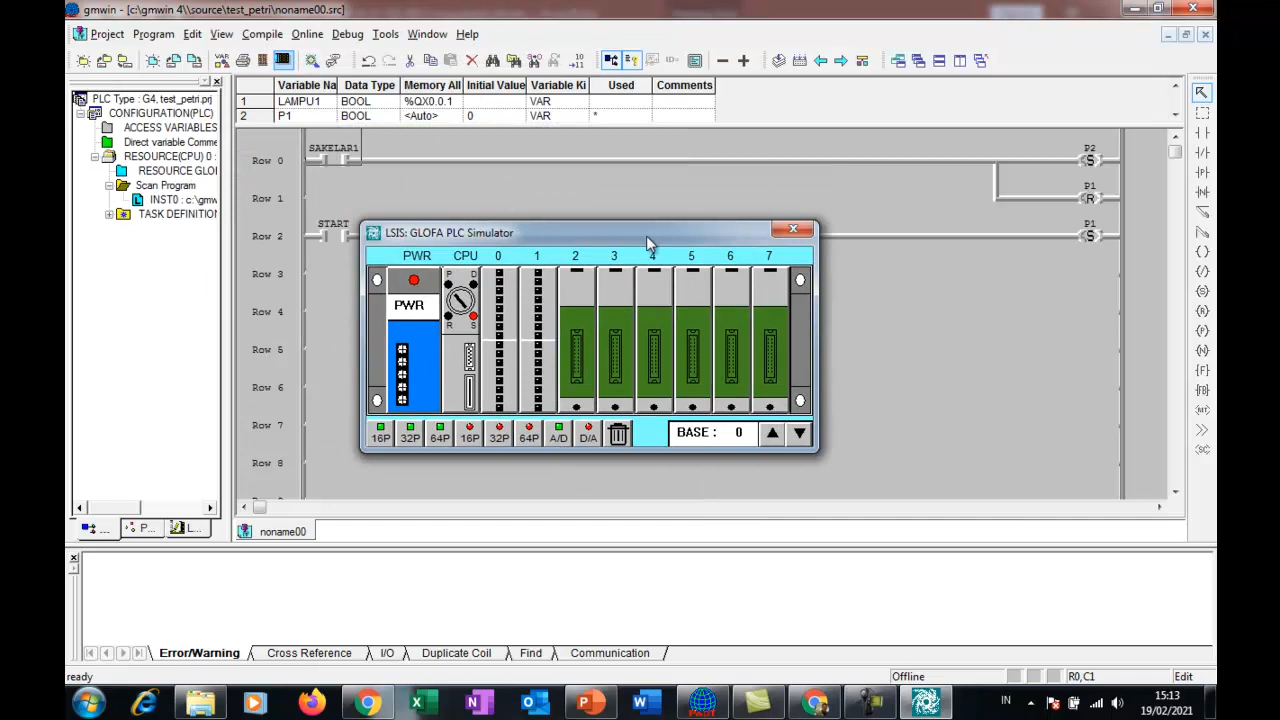 gmwin - [c:\gmwin 4\\source\test_petri\noname00.src]
Project Program Edit View Compile Online Debug Tools Window Help
PLC Type : G4, test_petri.prj
CONFIGURATION(PLC)
ACCESS VARIABLES
Direct variable Comme
RESOURCE(CPU) 0 :
RESOURCE GLO
Scan Program
INST0 : c:\gmw
TASK DEFINITION
Variable Na Data Type Memory All Initial Value Variable Ki Used Comments
1 LAMPU1 BOOL %QX0.0.1 VAR
2 P1 BOOL <Auto> 0 VAR *
SAKELAR1 P2
Row 0 S
P1
Row 1 R
START P1
Row 2 S
Row 3
Row 4
Row 5
Row 6
Row 7
Row 8
LSIS: GLOFA PLC Simulator
PWR CPU 0 1 2 3 4 5 6 7
P D
PWR
R S
16P 32P 64P 16P 32P 64P A/D D/A BASE : 0
... P... L...
noname00
Error/Warning Cross Reference I/O Duplicate Coil Find Communication
ready Offline R0,C1 Edit
IN 15:13
19/02/2021